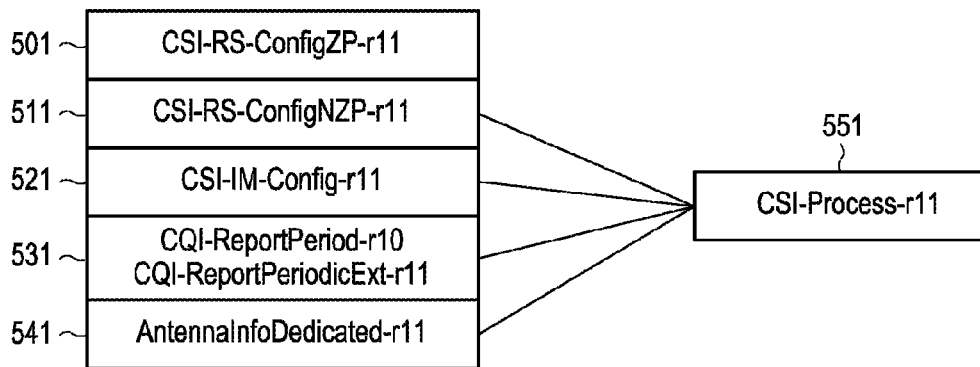 501
CSI-RS-ConfigZP-r11
511
CSI-RS-ConfigNZP-r11
521
CSI-IM-Config-r11
531
CQI-ReportPeriod-r10
CQI-ReportPeriodicExt-r11
541
AntennaInfoDedicated-r11
551
CSI-Process-r11